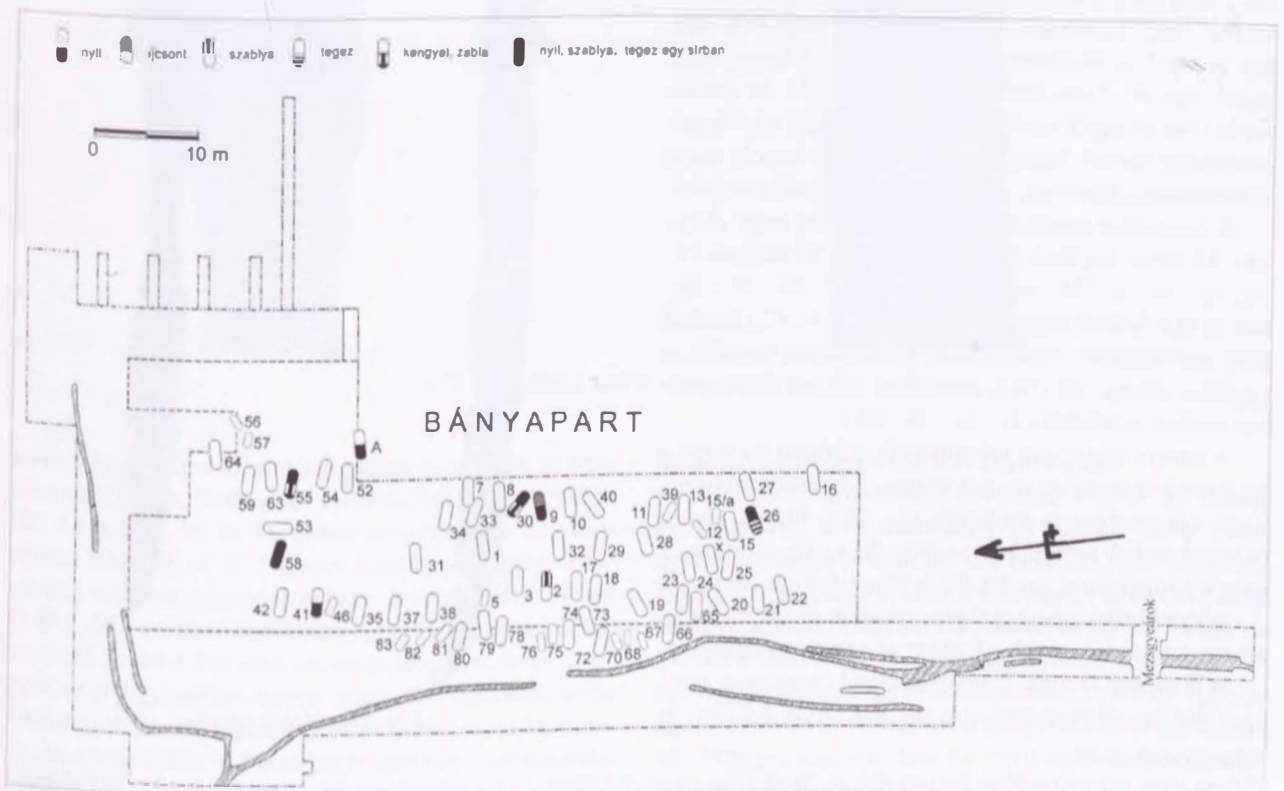 nyíl íjcsont szablya tegez kengyel, zabla nyíl, szablya, tegez egy sírban
0 10 m
BÁNYAPART
56
57
A
64
59 63 55 54 52
8 30 9 10 40 39 13 15/a 27 26 16
34 33 11 12 15
53
58
31 1 32 29 28 x
23 24 25
É
42 41 46 35 37 38 5 3 2 17 18 19 65 20 21 22
74 73
83 82 81 80 79 78 76 75 72 70 68 67 66
Mezsgyeárok